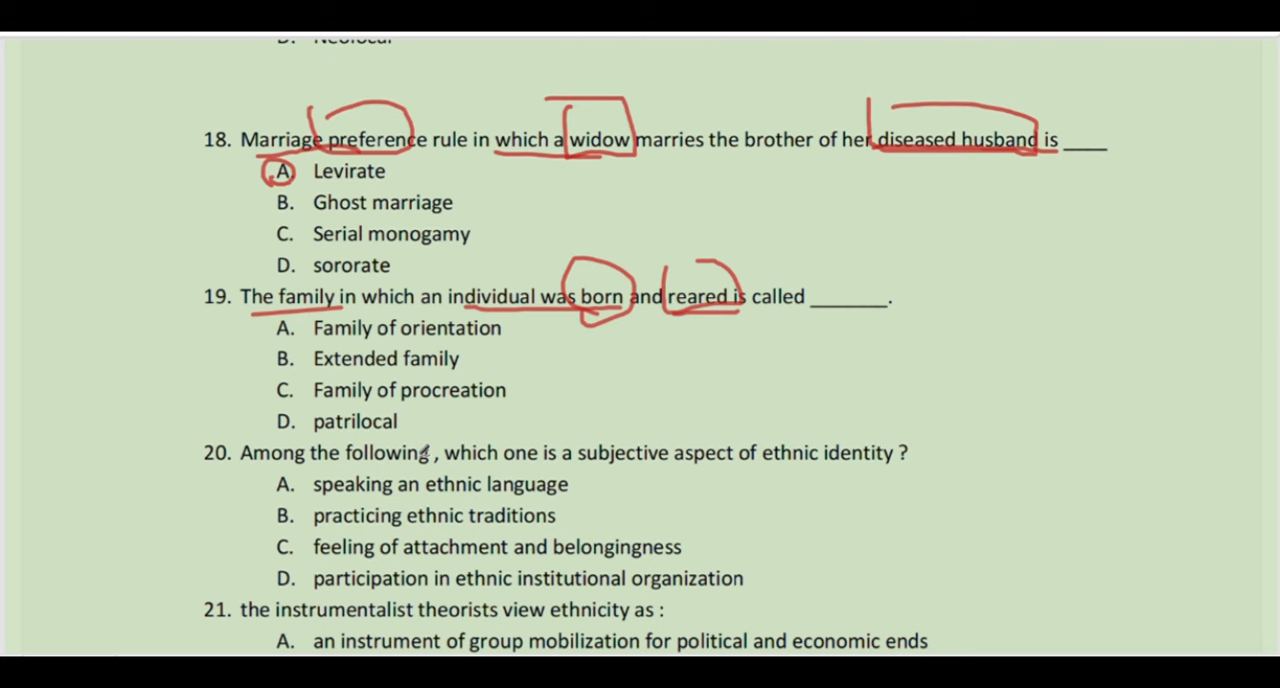 18. Marriage preference rule in which a widow marries the brother of her diseased husband is ____
A. Levirate
B. Ghost marriage
C. Serial monogamy
D. sororate
19. The family in which an individual was born and reared is called _______.
A. Family of orientation
B. Extended family
C. Family of procreation
D. patrilocal
20. Among the following , which one is a subjective aspect of ethnic identity ?
A. speaking an ethnic language
B. practicing ethnic traditions
C. feeling of attachment and belongingness
D. participation in ethnic institutional organization
21. the instrumentalist theorists view ethnicity as :
A. an instrument of group mobilization for political and economic ends